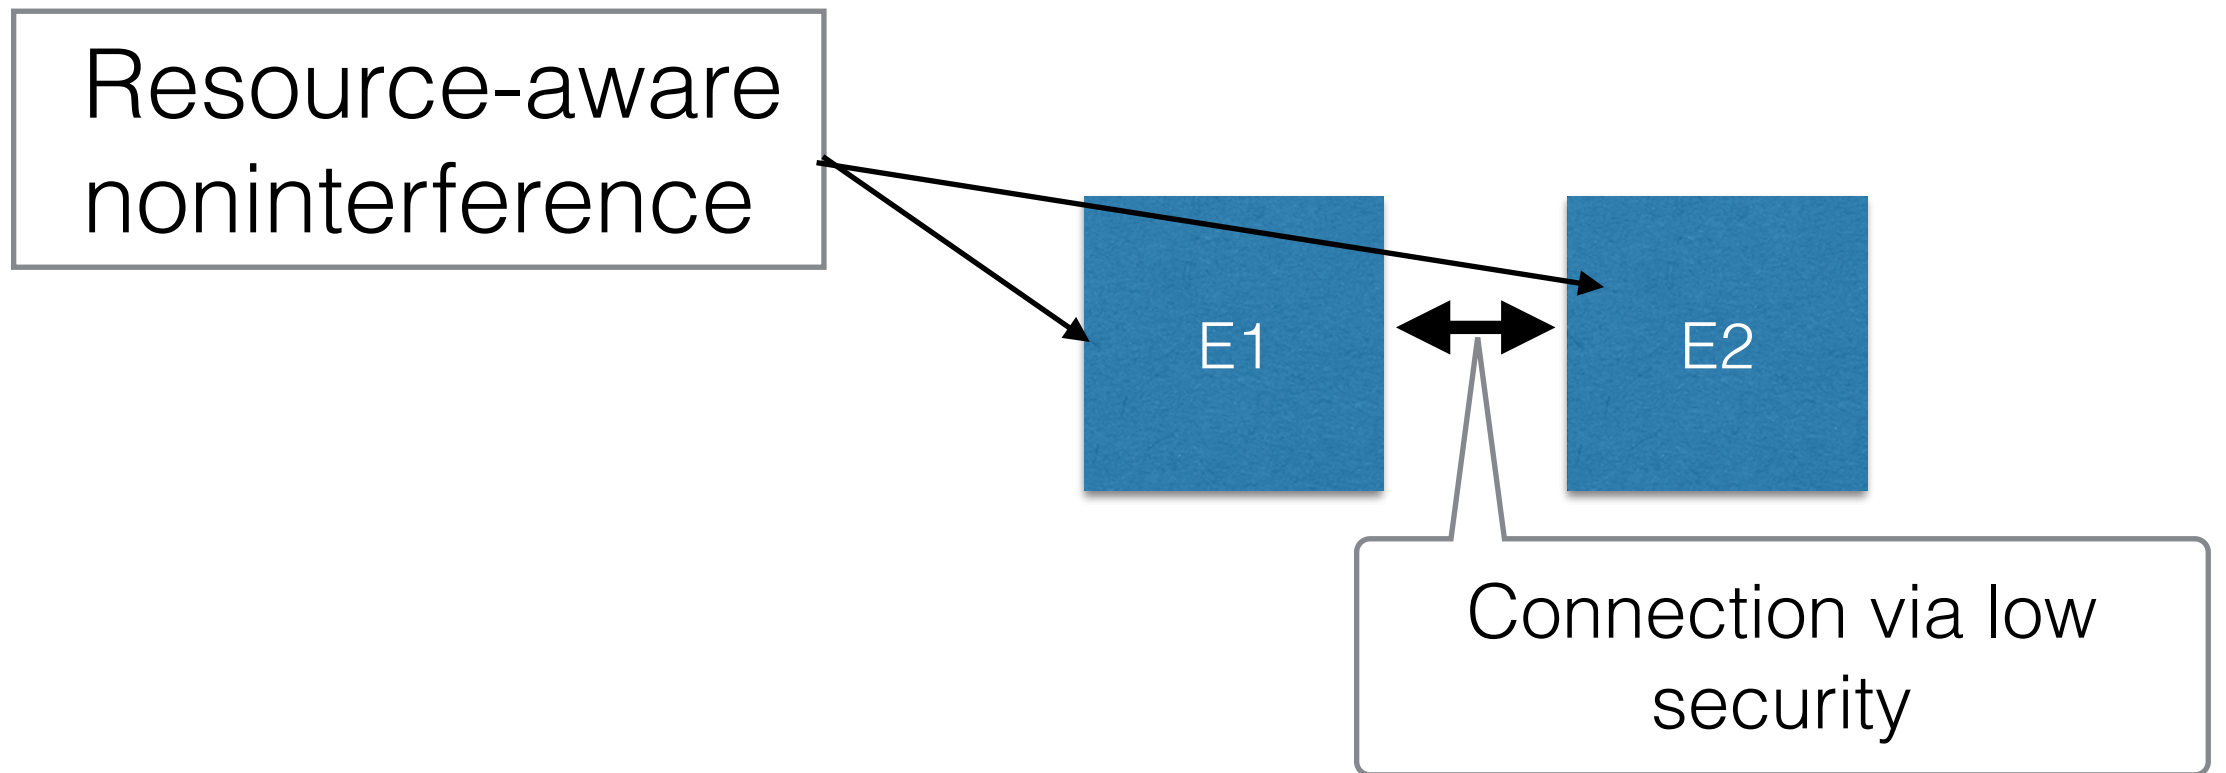 Resource-aware
noninterference
E1
E2
Connection via low
security